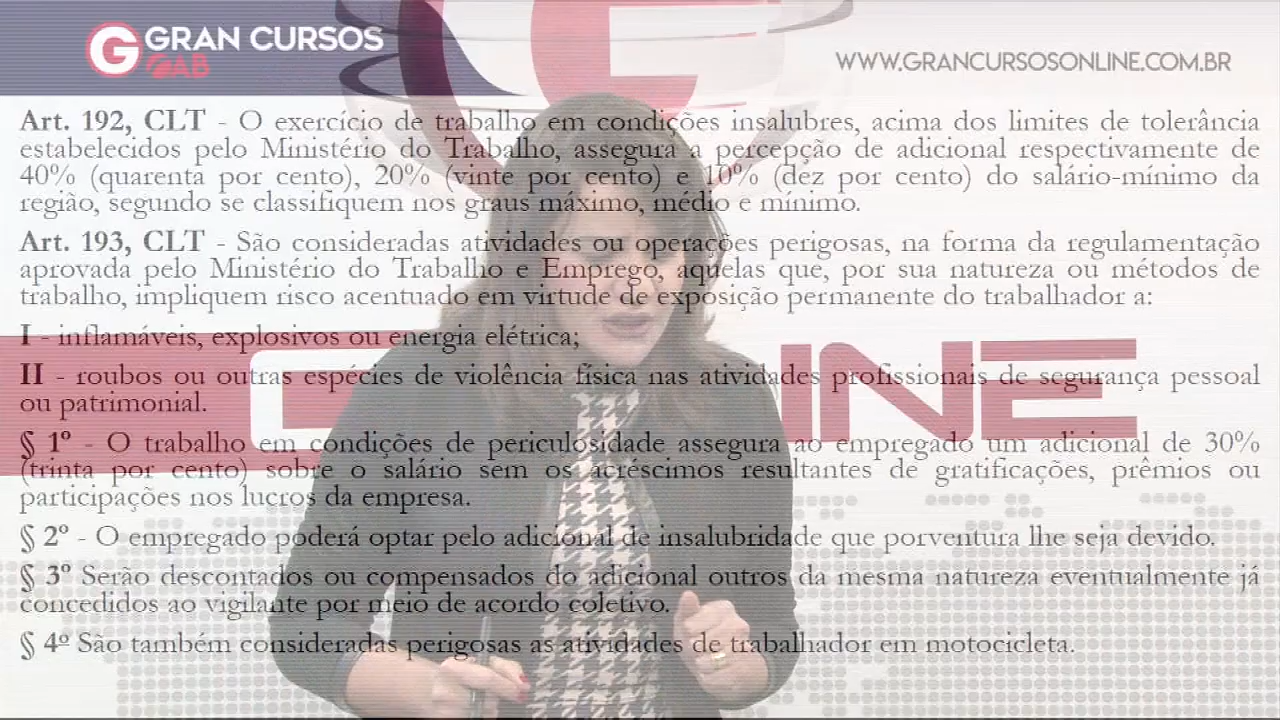 GRAN CURSOS
OAB
WWW.GRANCURSOSONLINE.COM.BR
Art. 192, CLT - O exercício de trabalho em condições insalubres, acima dos limites de tolerância
estabelecidos pelo Ministério do Trabalho, assegura a percepção de adicional respectivamente de
40% (quarenta por cento), 20% (vinte por cento) e 10% (dez por cento) do salário-mínimo da
região, segundo se classifiquem nos graus máximo, médio e mínimo.
Art. 193, CLT - São consideradas atividades ou operações perigosas, na forma da regulamentação
aprovada pelo Ministério do Trabalho e Emprego, aquelas que, por sua natureza ou métodos de
trabalho, impliquem risco acentuado em virtude de exposição permanente do trabalhador a:
I - inflamáveis, explosivos ou energia elétrica;
II - roubos ou outras espécies de violência física nas atividades profissionais de segurança pessoal
ou patrimonial.
§ 1º - O trabalho em condições de periculosidade assegura ao empregado um adicional de 30%
(trinta por cento) sobre o salário sem os acréscimos resultantes de gratificações, prêmios ou
participações nos lucros da empresa.
§ 2º - O empregado poderá optar pelo adicional de insalubridade que porventura lhe seja devido.
§ 3º Serão descontados ou compensados do adicional outros da mesma natureza eventualmente já
concedidos ao vigilante por meio de acordo coletivo.
§ 4º São também consideradas perigosas as atividades de trabalhador em motocicleta.